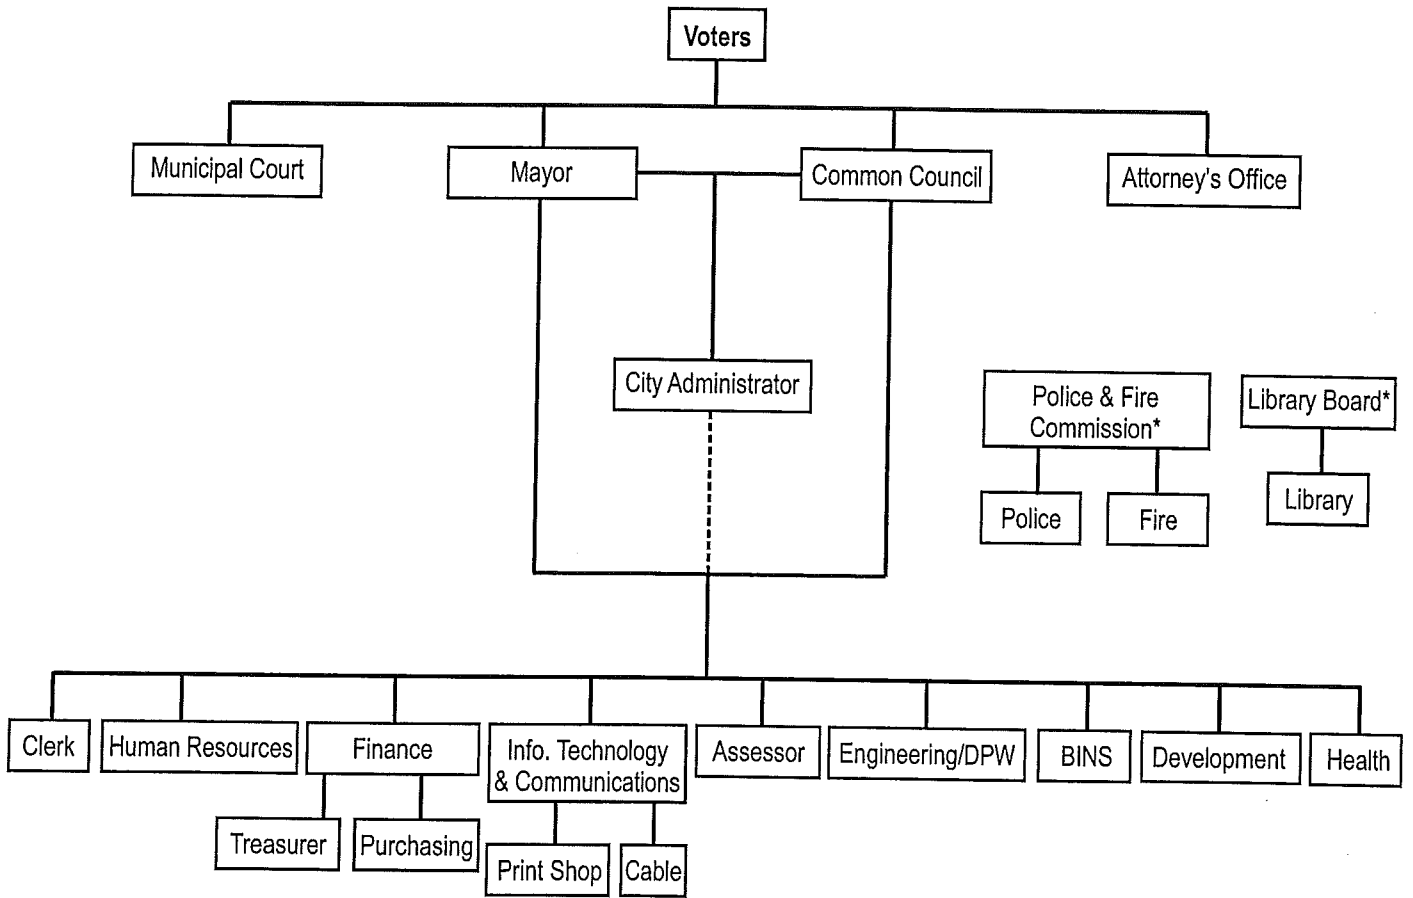 Voters
Municipal Court
Mayor
Common Council
Attorney's Office
City Administrator
Police & Fire
Commission*
Library Board*
Police
Fire
Library
Clerk
Human Resources
Finance
Info. Technology
& Communications
Assessor
Engineering/DPW
BINS
Development
Health
Treasurer
Purchasing
Print Shop
Cable